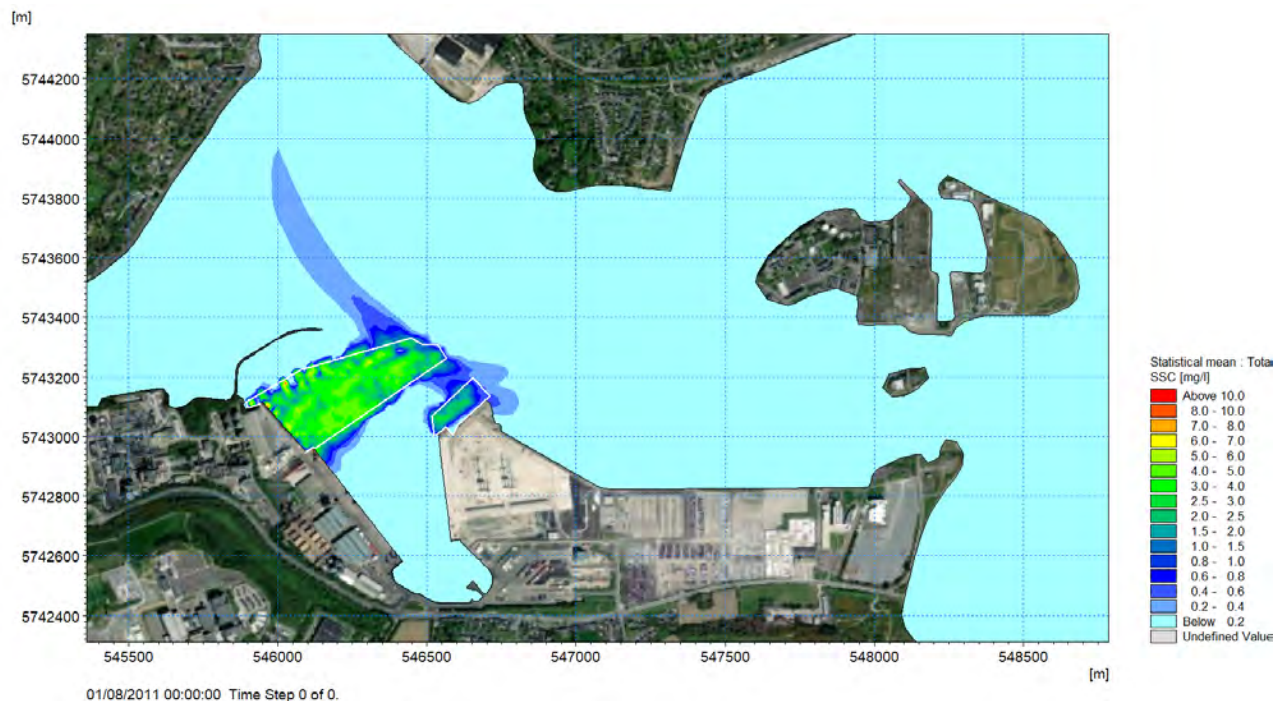 [m]
5744200
5744000
5743800
5743600
5743400
5743200
5743000
5742800
5742600
5742400
545500 546000 546500 547000 547500 548000 548500
[m]
01/08/2011 00:00:00 Time Step 0 of 0.
Statistical mean : Total
SSC [mg/l]
Above 10.0
8.0 - 10.0
7.0 - 8.0
6.0 - 7.0
5.0 - 6.0
4.0 - 5.0
3.0 - 4.0
2.5 - 3.0
2.0 - 2.5
1.5 - 2.0
1.0 - 1.5
0.8 - 1.0
0.6 - 0.8
0.4 - 0.6
0.2 - 0.4
Below 0.2
Undefined Value